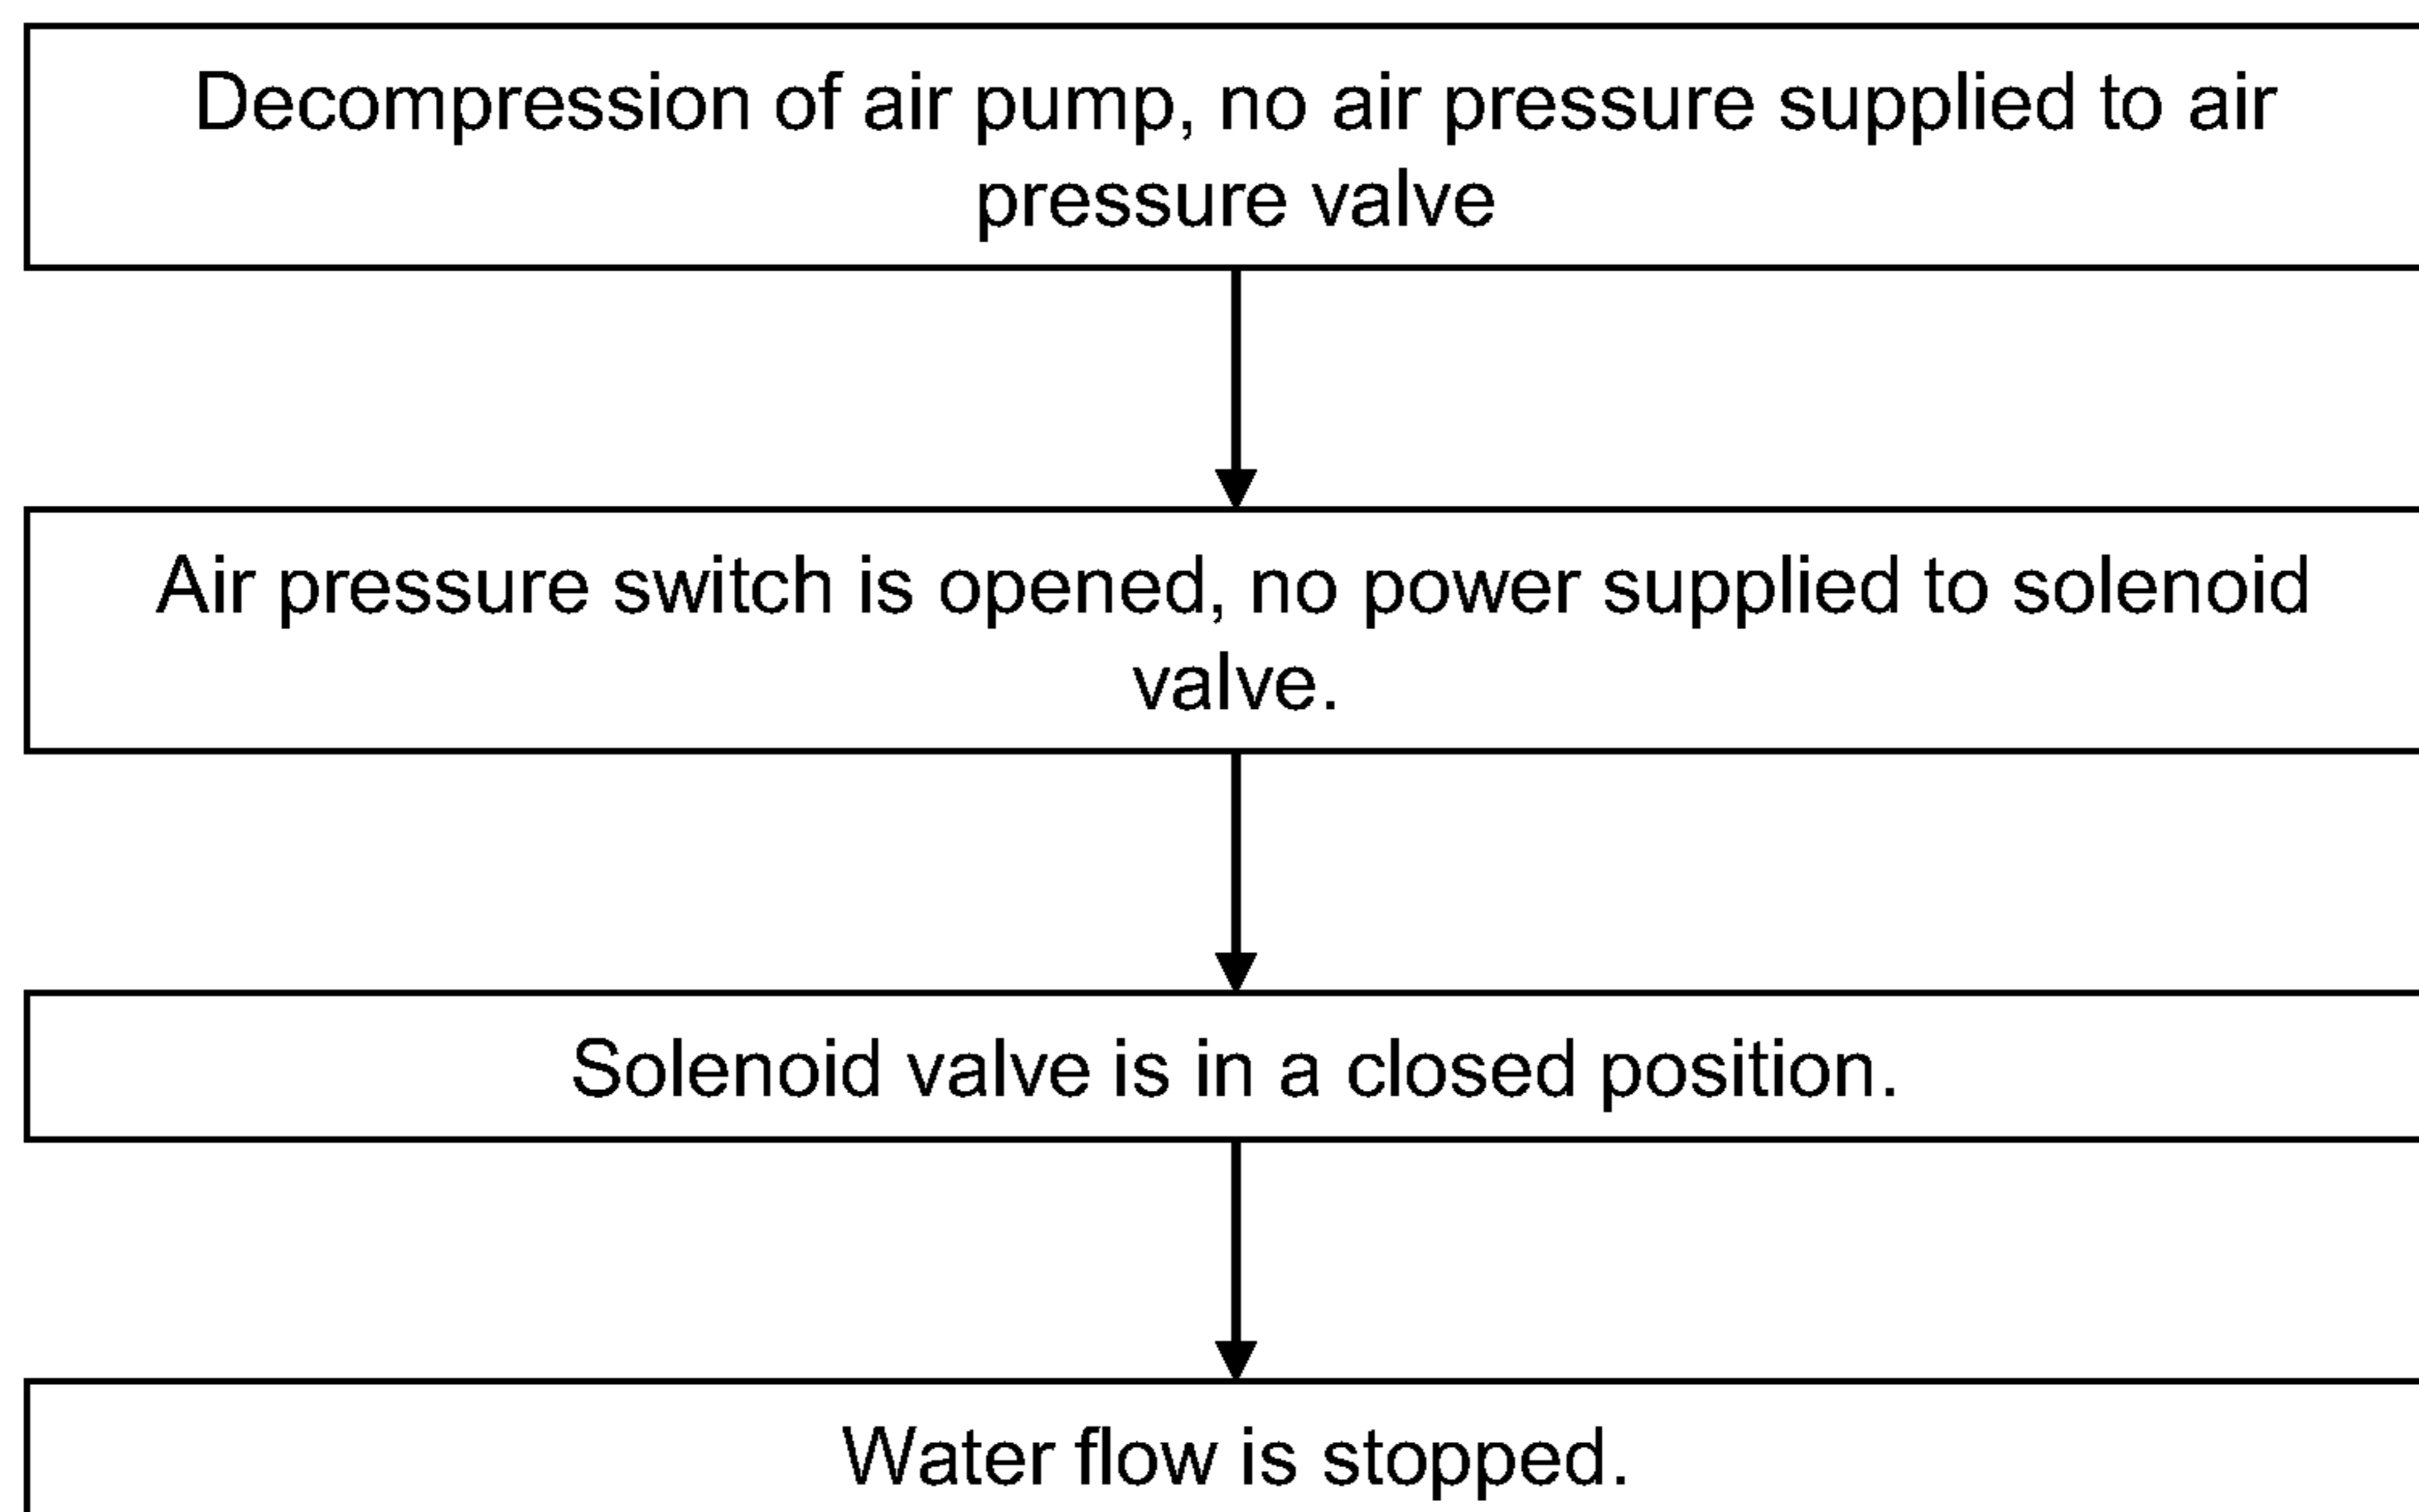 Decompression of air pump, no air pressure supplied to air
pressure valve
Air pressure switch is opened, no power supplied to solenoid
valve.
Solenoid valve is in a closed position.
Water flow is stopped.